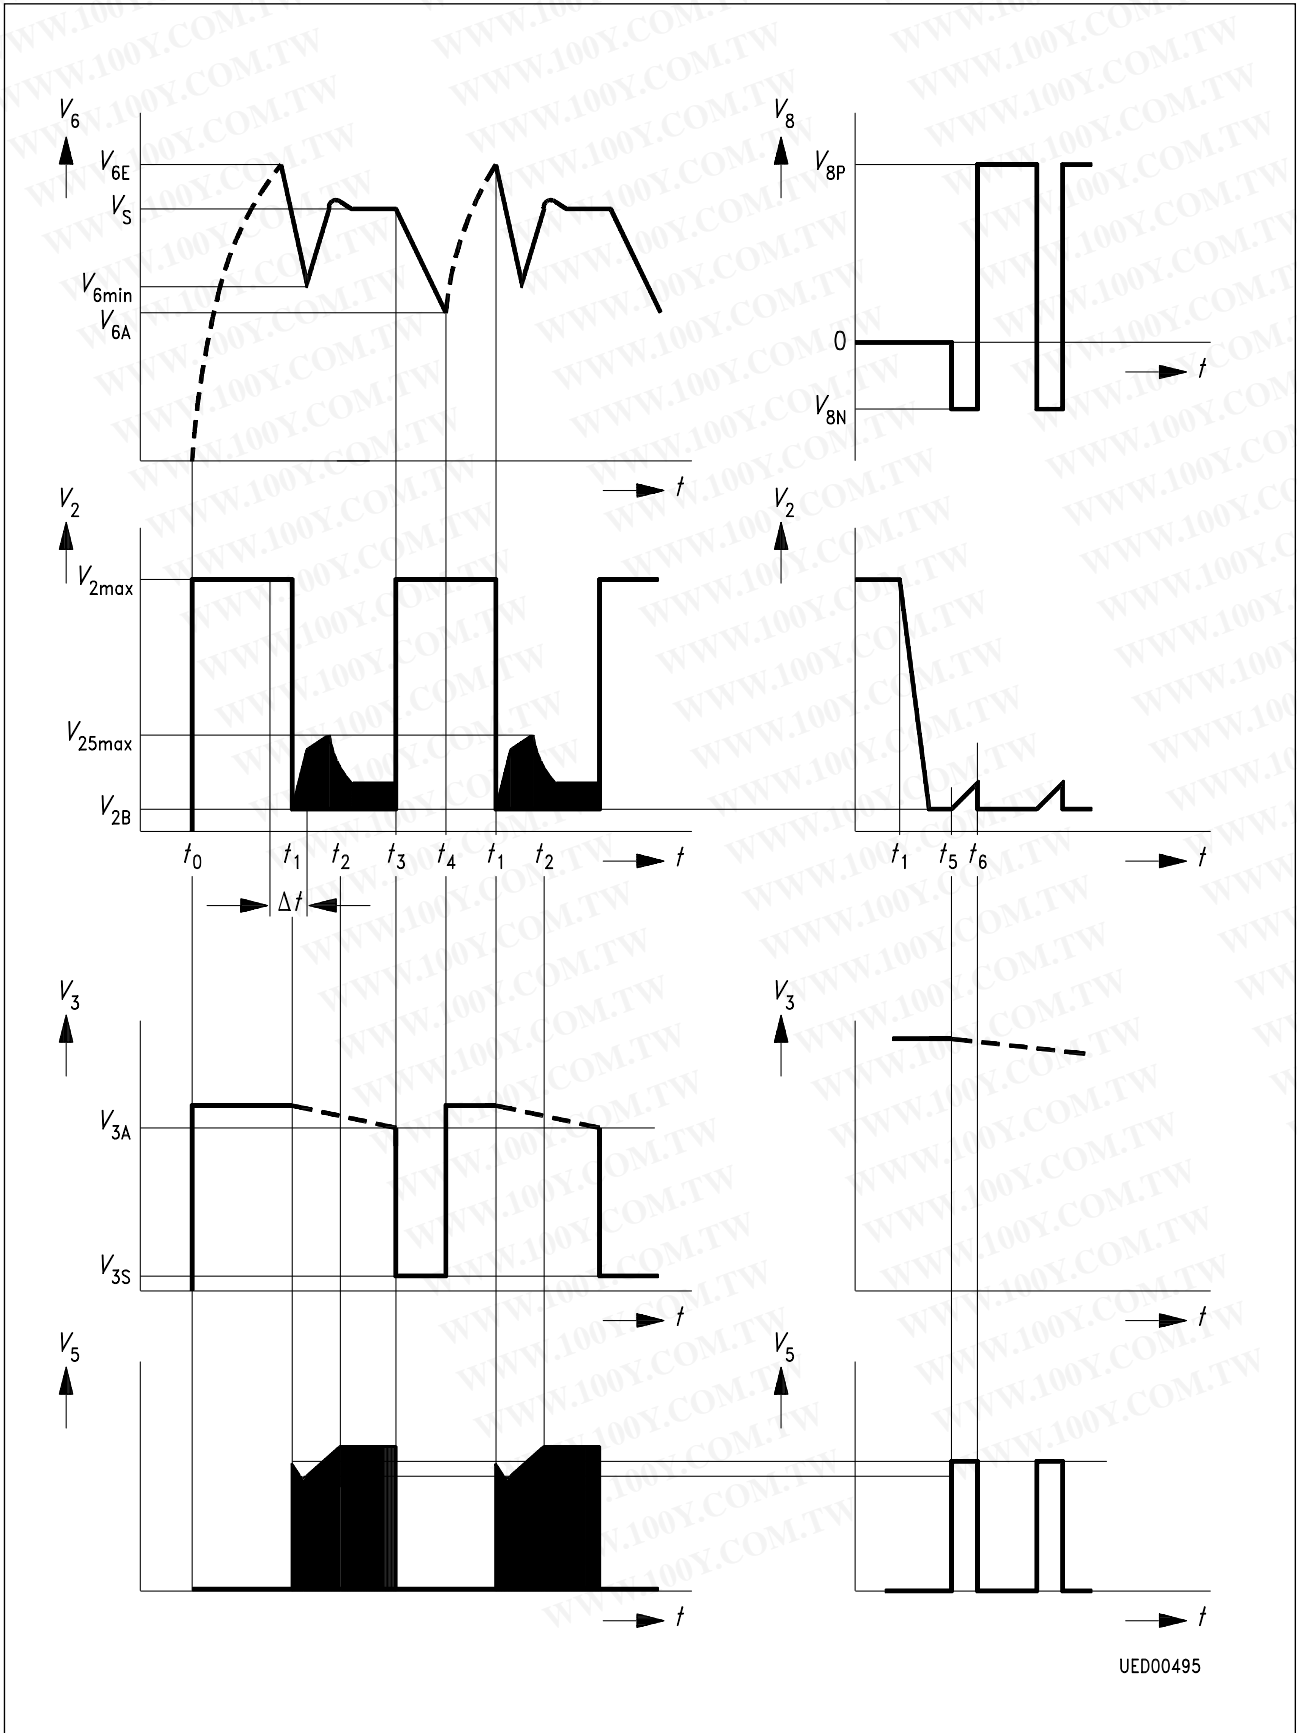 V6
V6E
VS
V6min
V6A
t
V8
V8P
0
V8N
t
V2
V2max
V25max
V2B
t0 t1 t2 t3 t4 t1 t2 t
Δt
V2
t1 t5 t6 t
V3
V3A
V3S
t
V3
t
V5
t
V5
t
UED00495
WWW.100Y.COM.TW